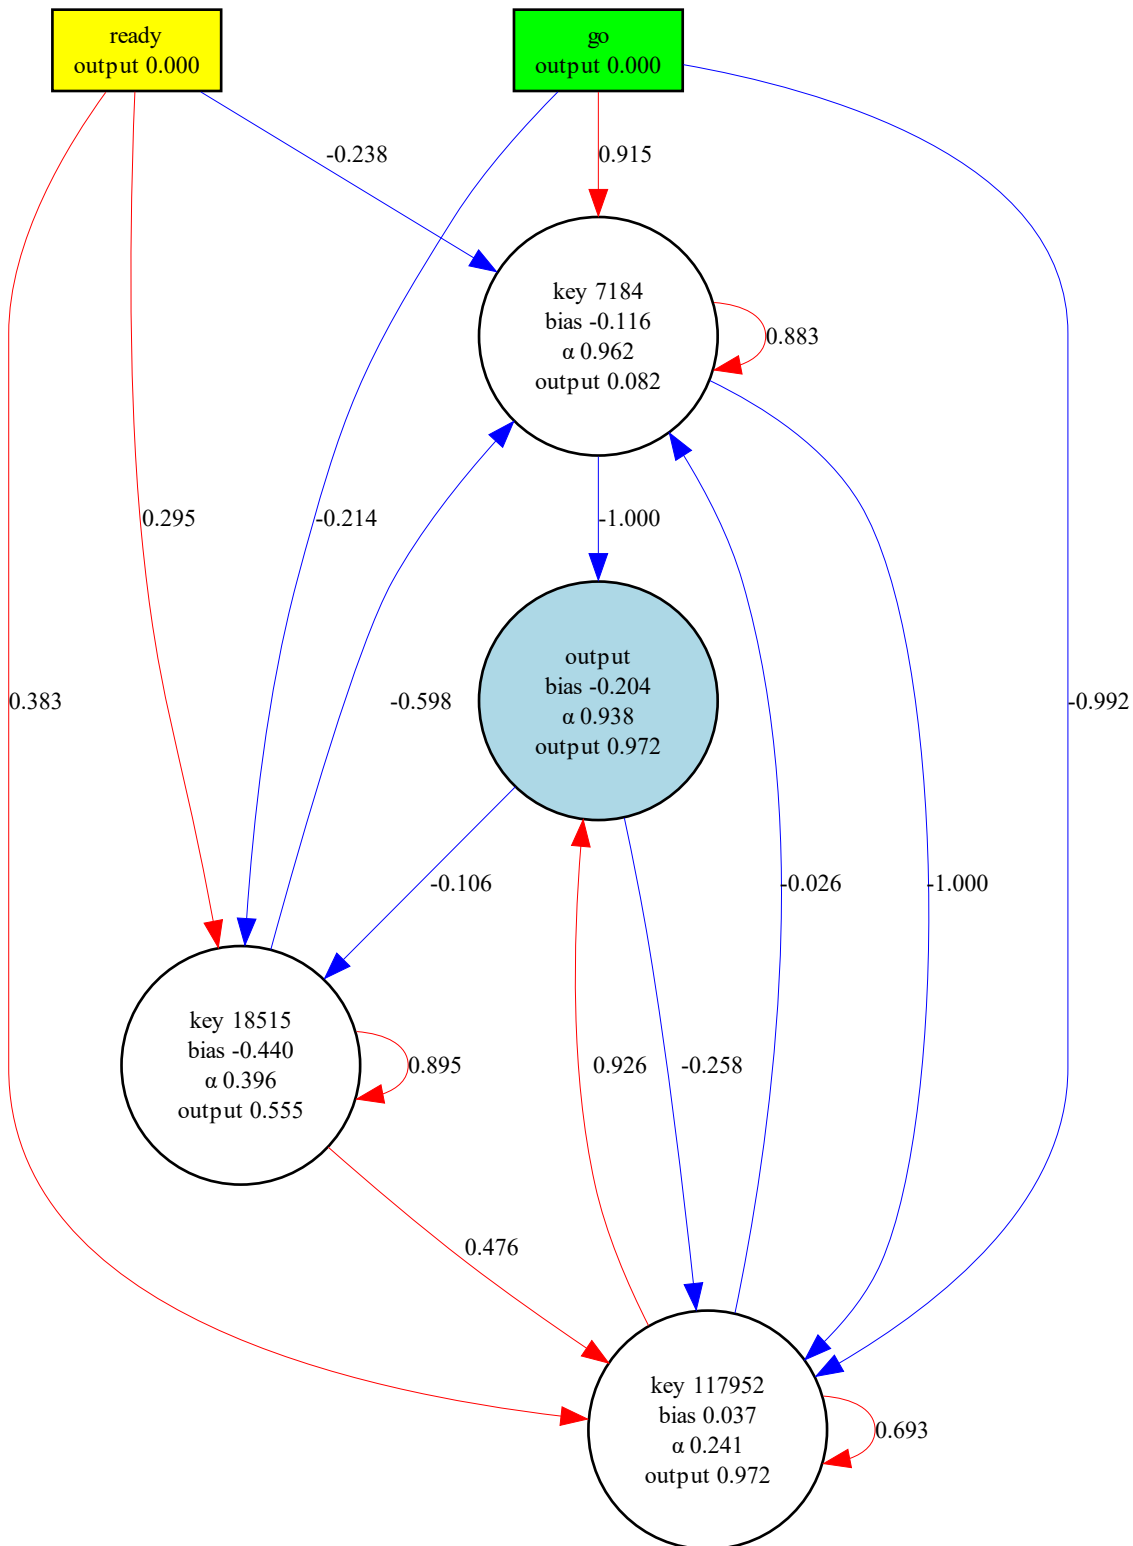 ready
output 0.000
go
output 0.000
-0.238
0.915
key 7184
bias -0.116
α 0.962
output 0.082
0.883
0.295
-0.214
-1.000
output
bias -0.204
α 0.938
output 0.972
0.383
-0.598
-0.992
-0.106
-0.026
-1.000
key 18515
bias -0.440
α 0.396
output 0.555
0.895
0.926
-0.258
0.476
key 117952
bias 0.037
α 0.241
output 0.972
0.693